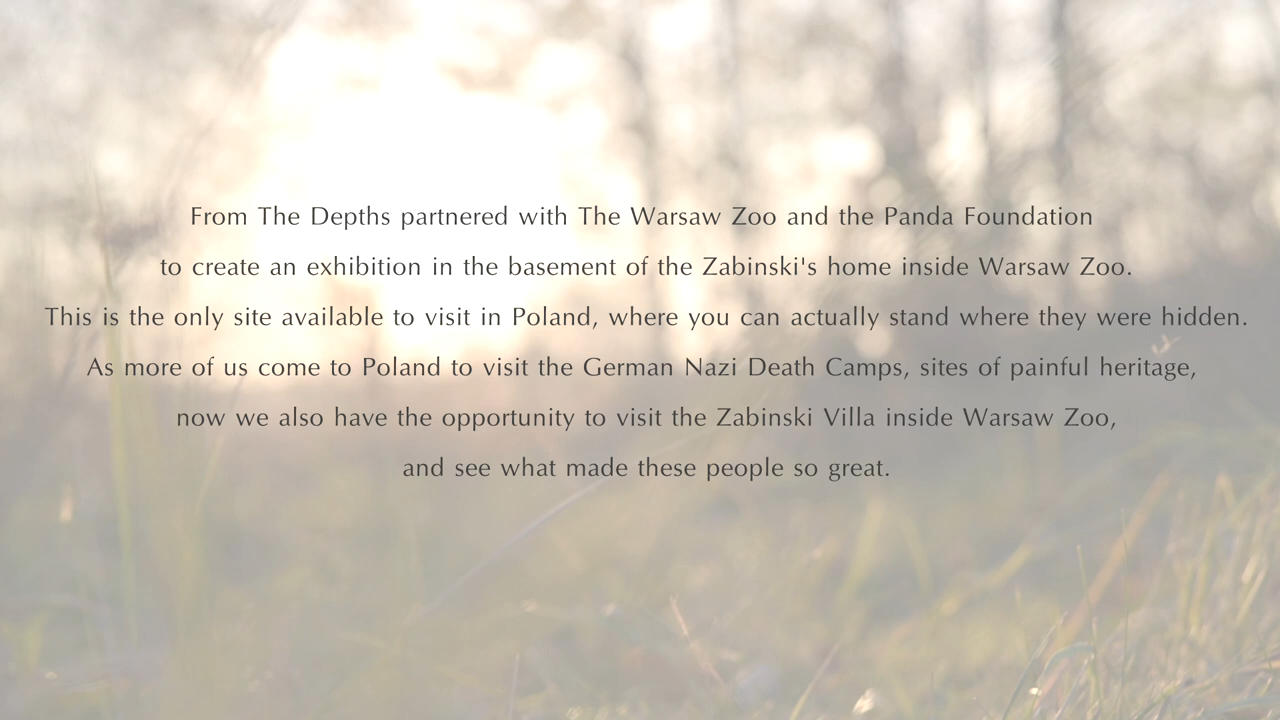 From The Depths partnered with The Warsaw Zoo and the Panda Foundation
to create an exhibition in the basement of the Zabinski's home inside Warsaw Zoo.
This is the only site available to visit in Poland, where you can actually stand where they were hidden.
As more of us come to Poland to visit the German Nazi Death Camps, sites of painful heritage,
now we also have the opportunity to visit the Zabinski Villa inside Warsaw Zoo,
and see what made these people so great.